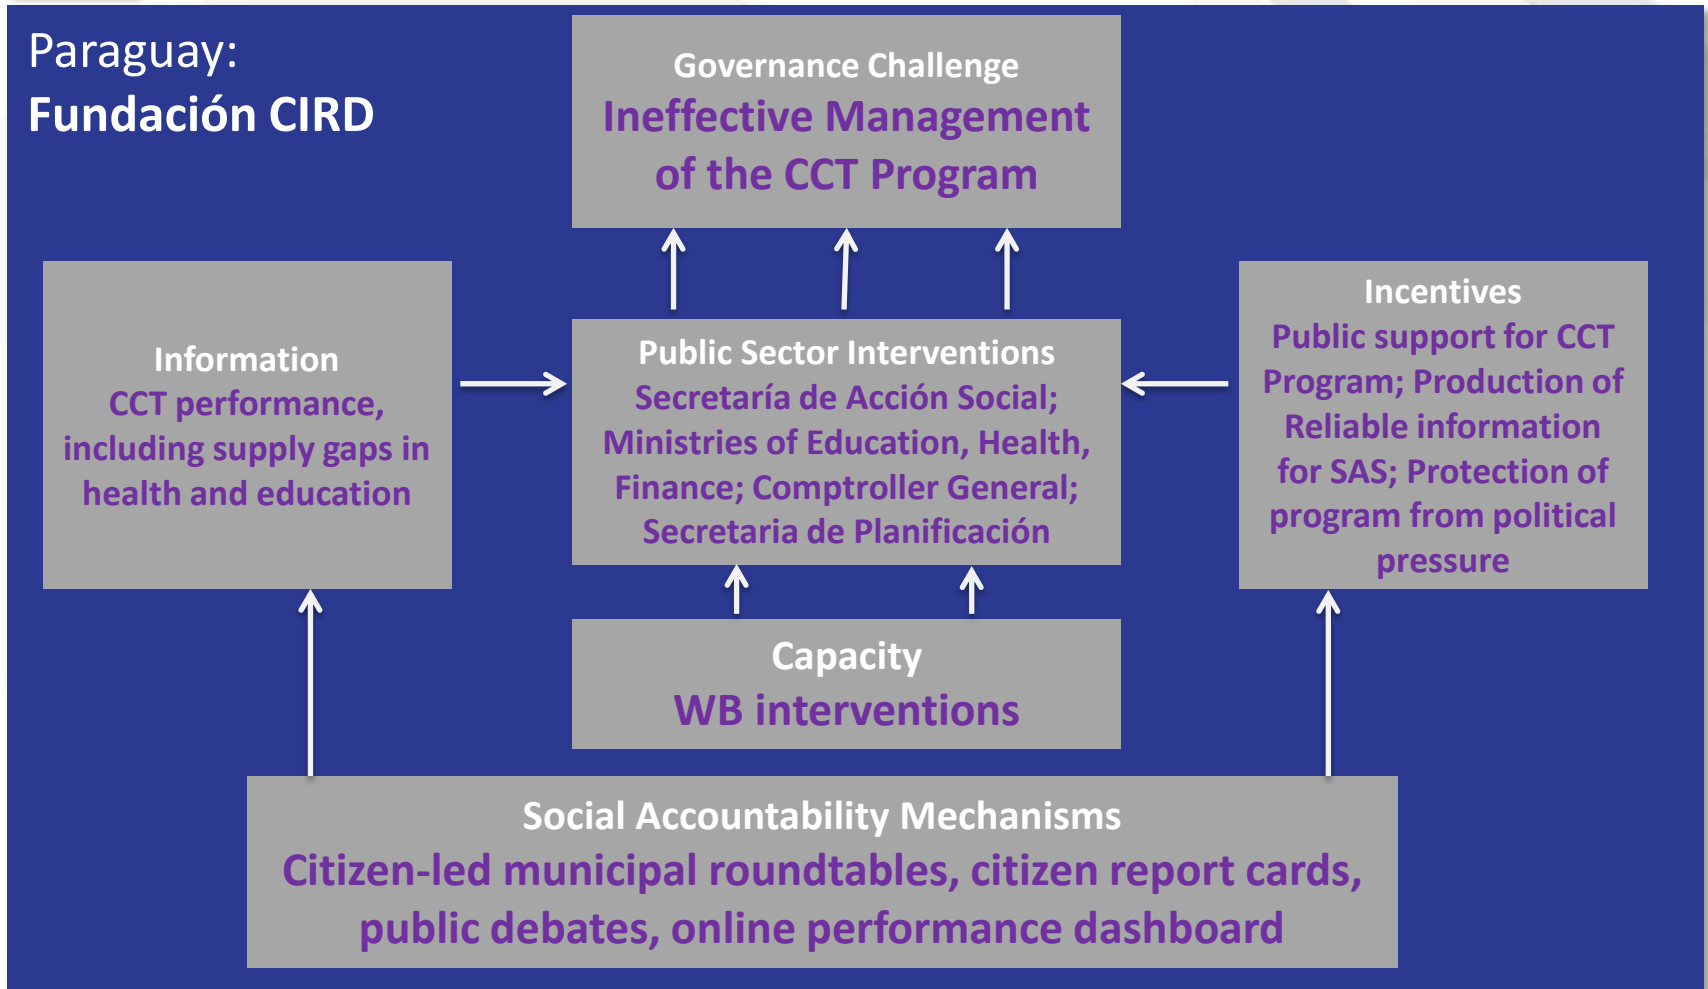 Paraguay:
Fundación CIRD
Governance Challenge
Ineffective Management
of the CCT Program
Information
CCT performance,
including supply gaps in
health and education
Public Sector Interventions
Secretaría de Acción Social;
Ministries of Education, Health,
Finance; Comptroller General;
Secretaria de Planificación
Incentives
Public support for CCT
Program; Production of
Reliable information
for SAS; Protection of
program from political
pressure
Capacity
WB interventions
Social Accountability Mechanisms
Citizen-led municipal roundtables, citizen report cards,
public debates, online performance dashboard